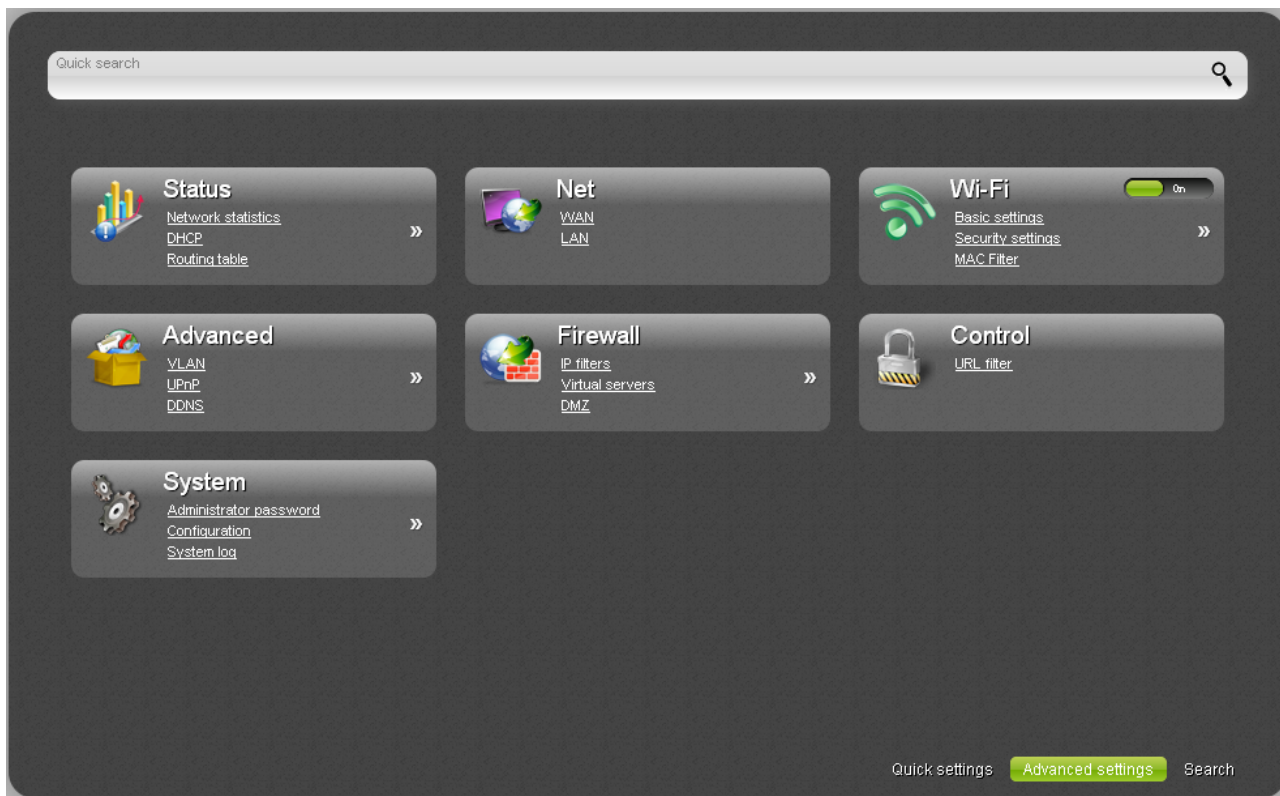 Quick search
Status
Network statistics
DHCP
Routing table
Net
WAN
LAN
Wi-Fi
On
Basic settings
Security settings
MAC Filter
Advanced
VLAN
UPnP
DDNS
Firewall
IP filters
Virtual servers
DMZ
Control
URL filter
System
Administrator password
Configuration
System log
Quick settings
Advanced settings
Search